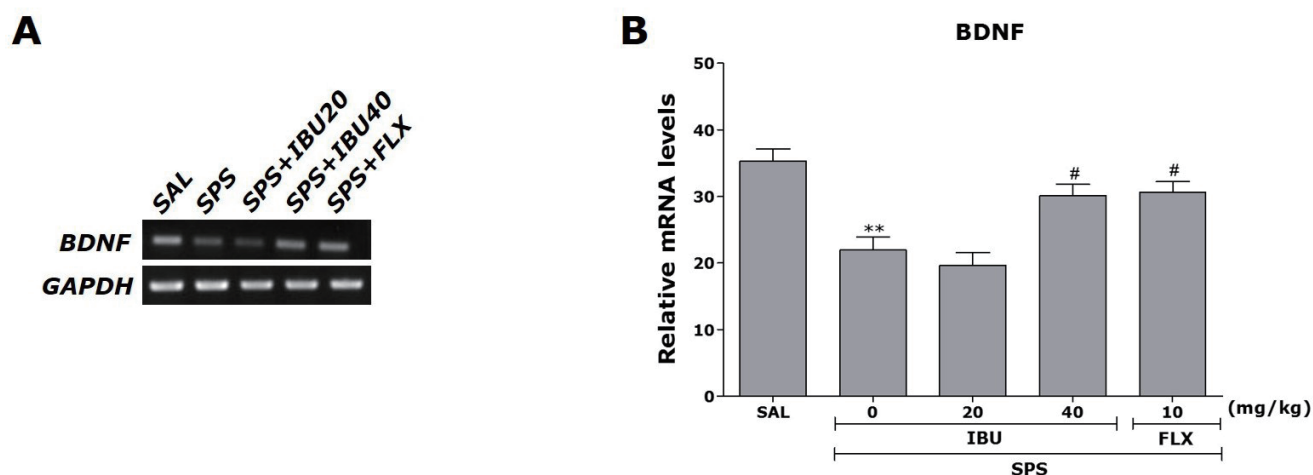 A
SAL SPS SPS+IBU20 SPS+IBU40 SPS+FLX
BDNF
GAPDH
B
BDNF
Relative mRNA levels
50
40
30
20
10
0
** # #
SAL 0 20 40 10 (mg/kg)
IBU FLX
SPS